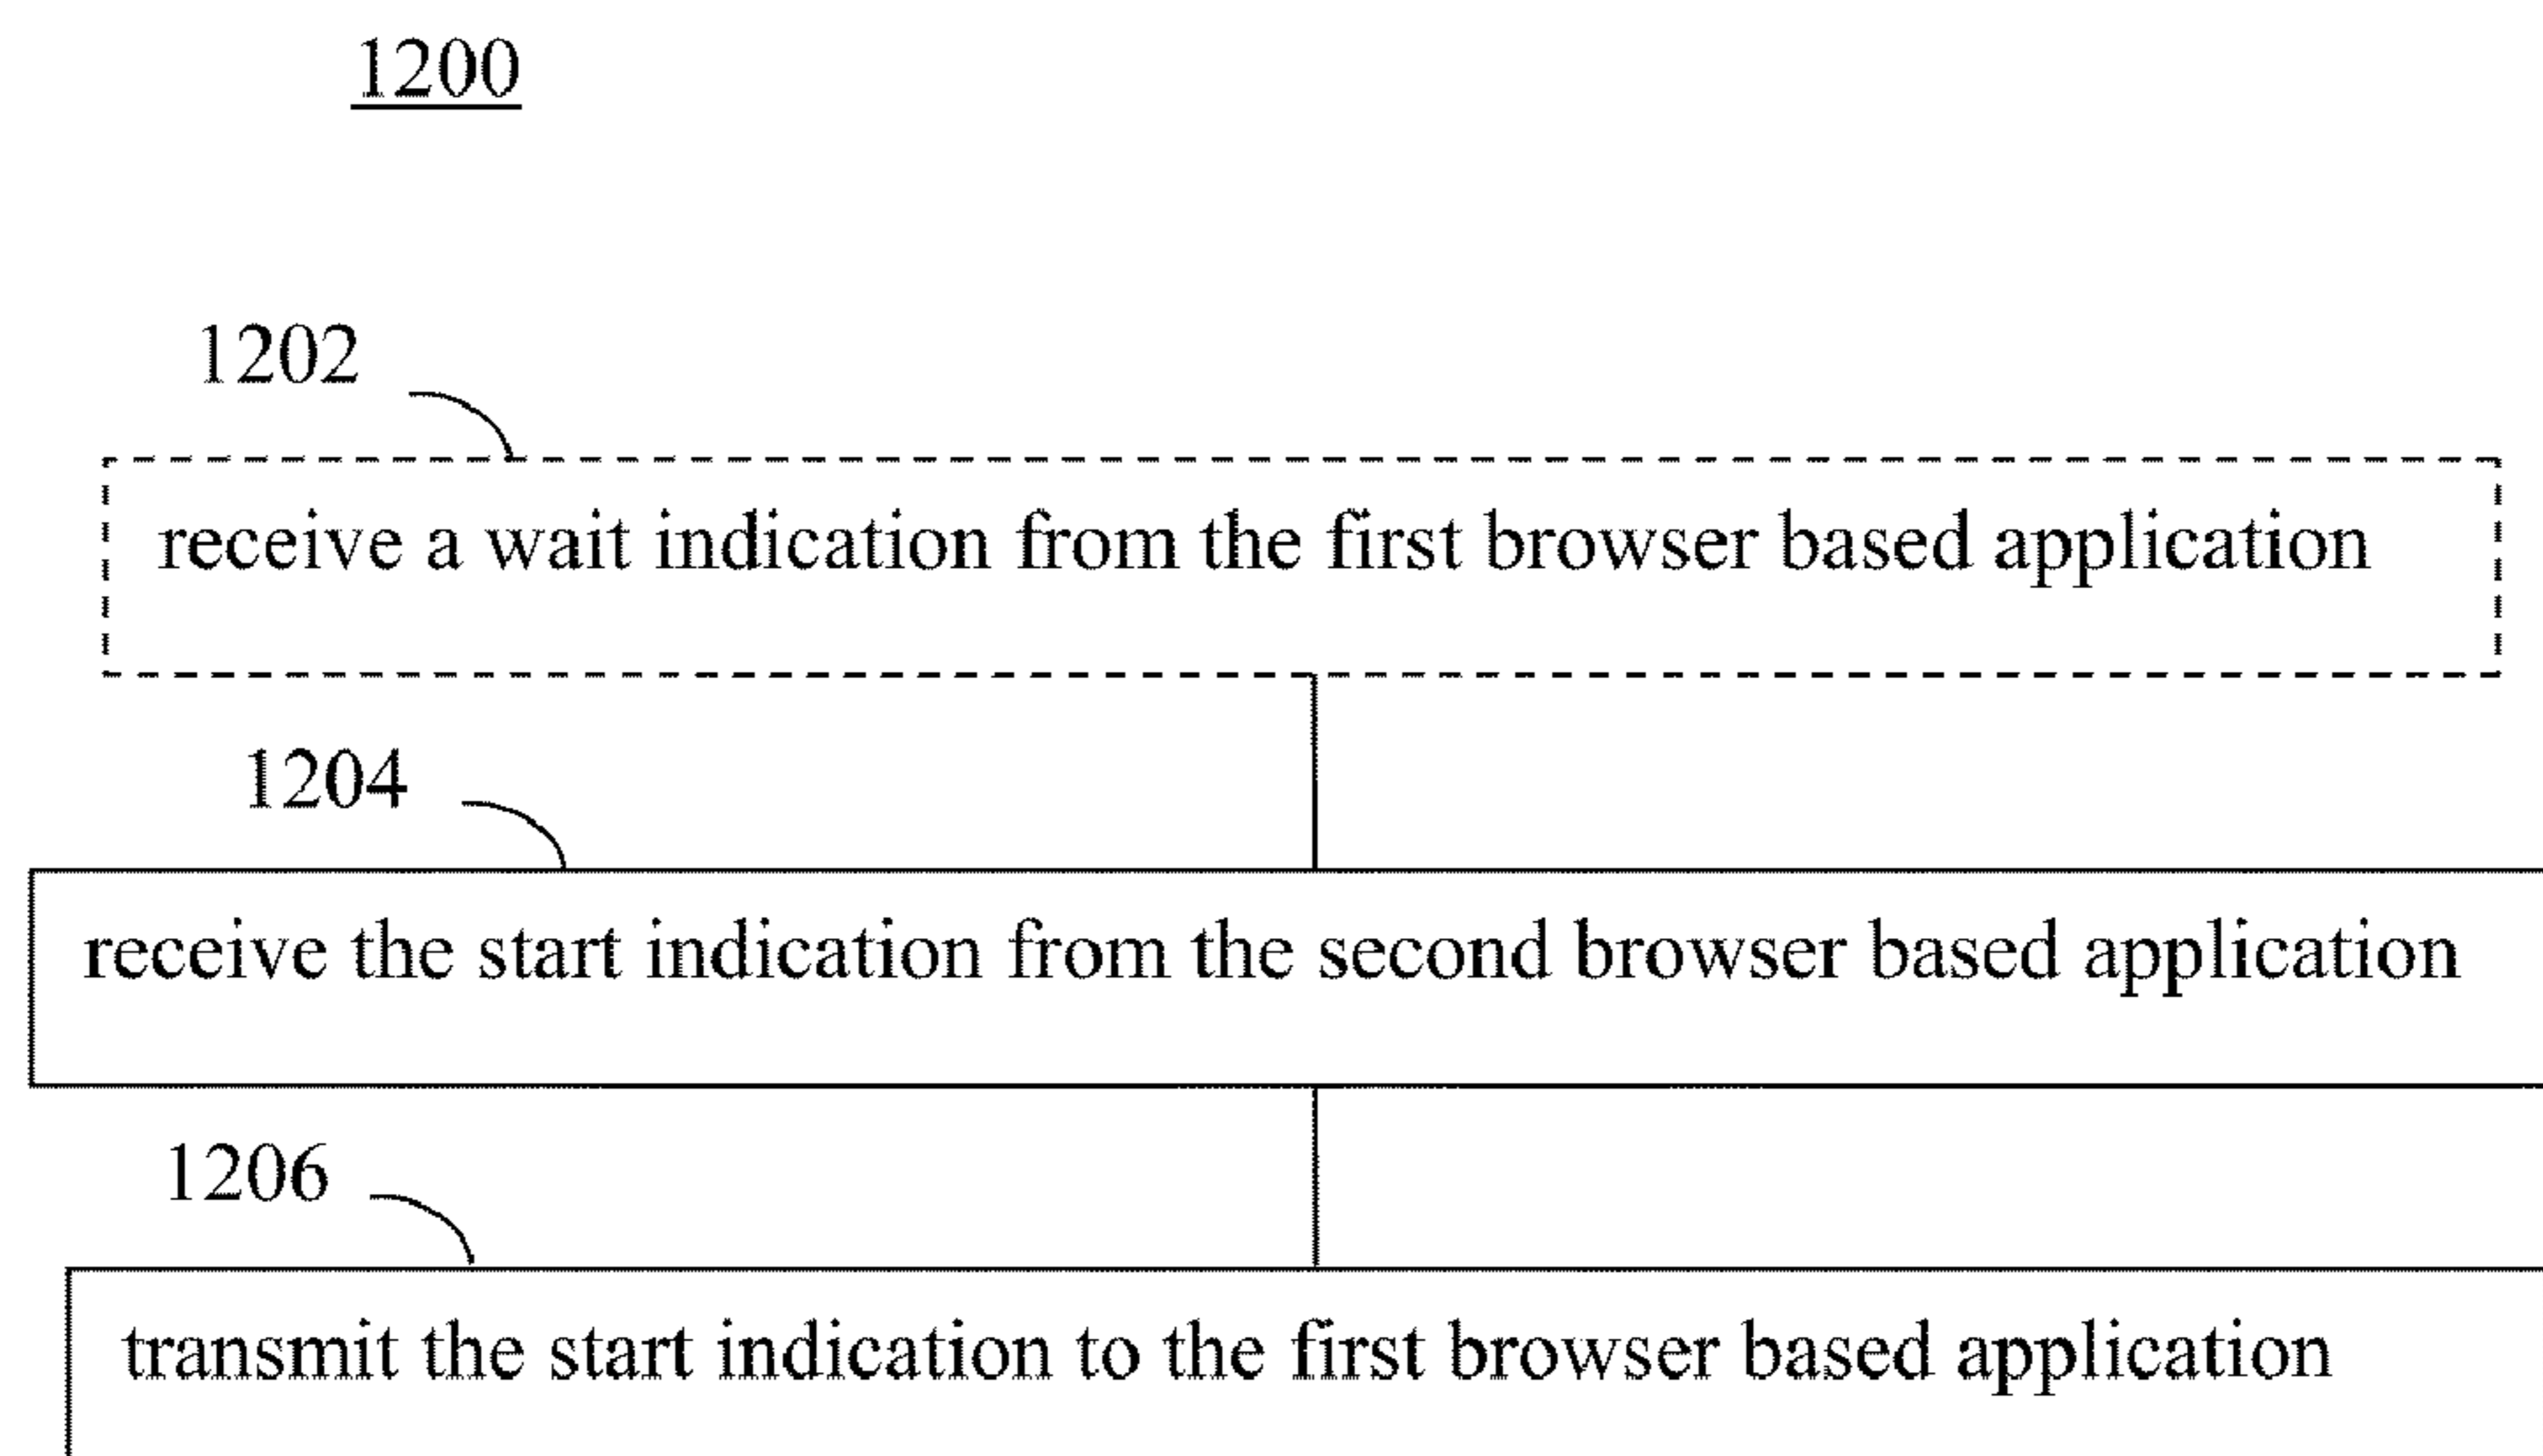 1200
1202
receive a wait indication from the first browser based application
1204
receive the start indication from the second browser based application
1206
transmit the start indication to the first browser based application